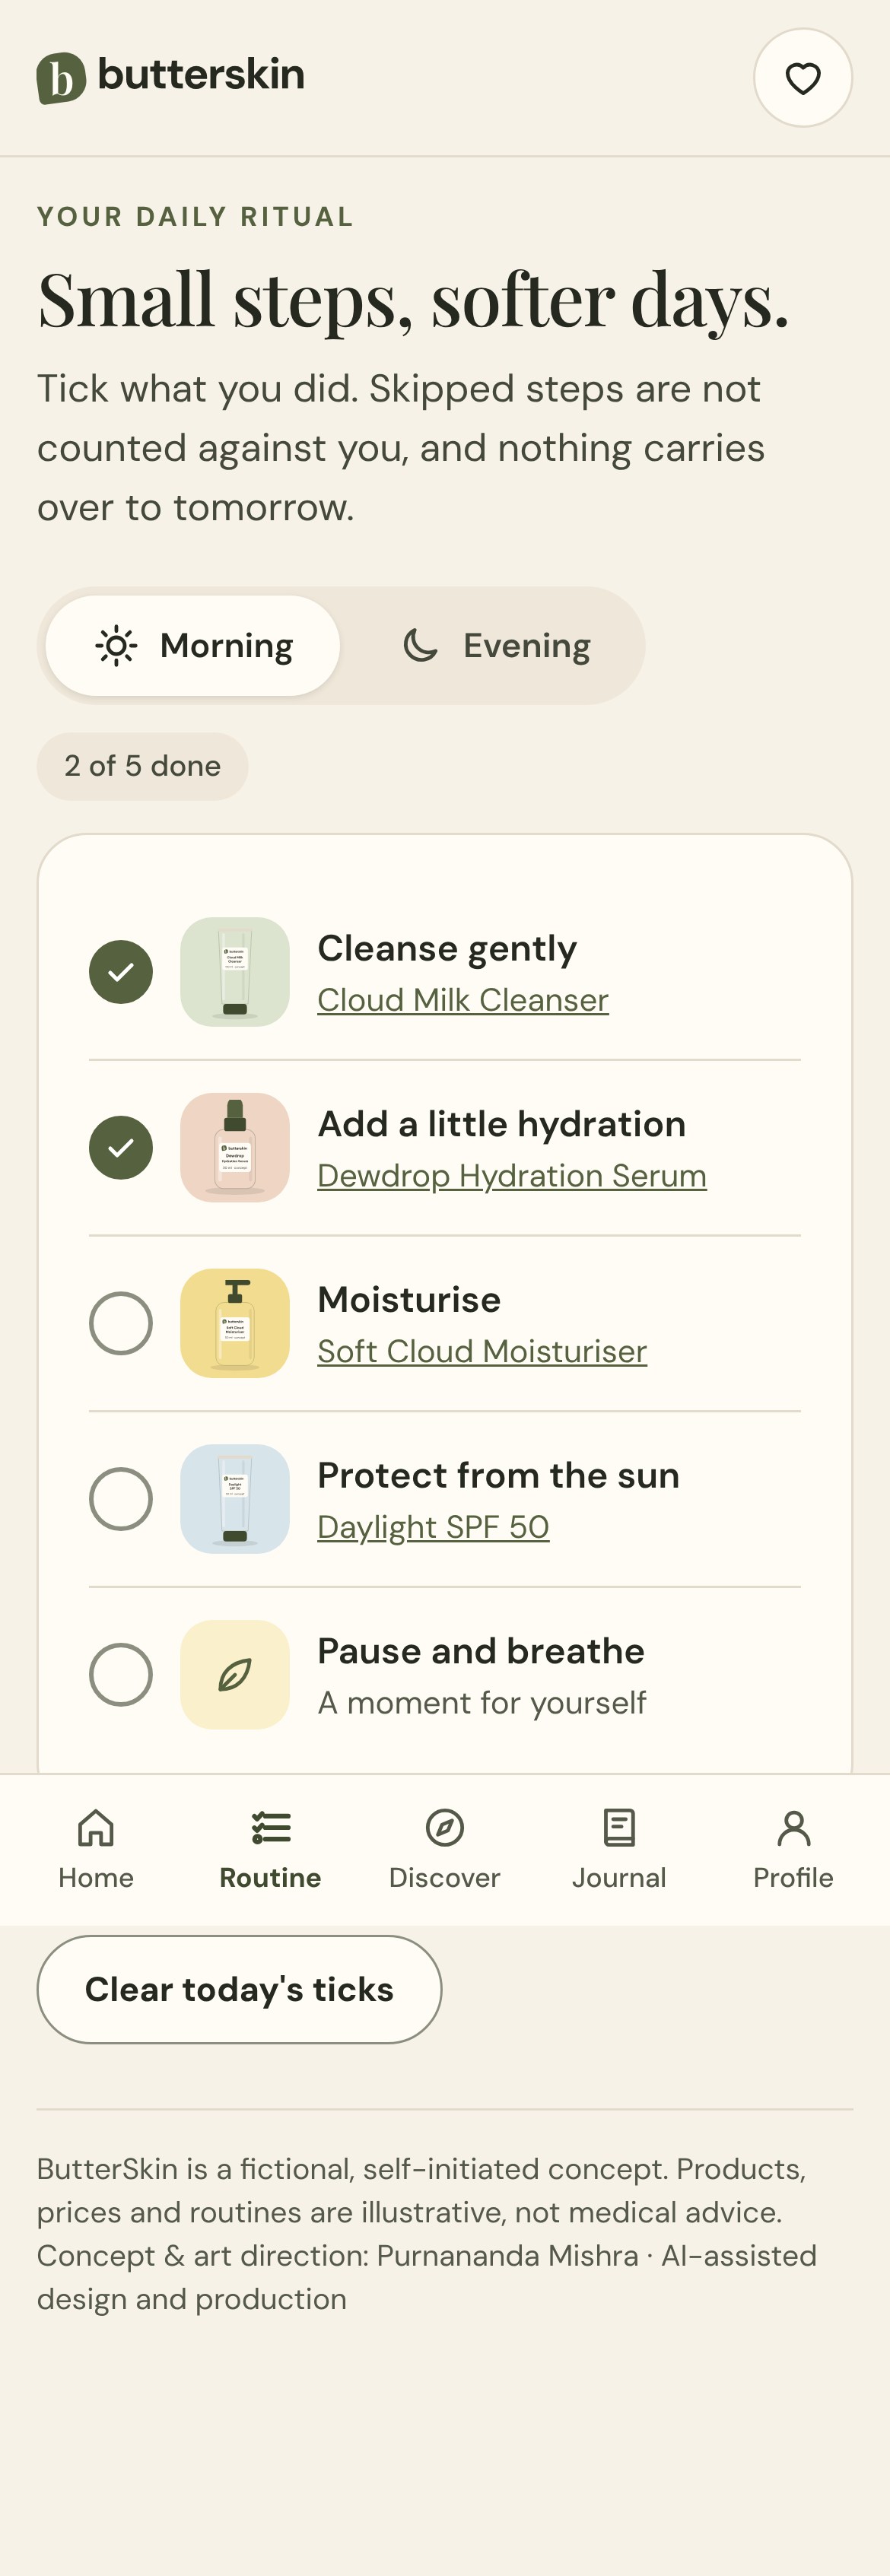 b butterskin
YOUR DAILY RITUAL
Small steps, softer days.
Tick what you did. Skipped steps are not
counted against you, and nothing carries
over to tomorrow.
Morning
Evening
2 of 5 done
Cleanse gently
Cloud Milk Cleanser
Add a little hydration
Dewdrop Hydration Serum
Moisturise
Soft Cloud Moisturiser
Protect from the sun
Daylight SPF 50
Pause and breathe
A moment for yourself
Home
Routine
Discover
Journal
Profile
Clear today's ticks
ButterSkin is a fictional, self-initiated concept. Products,
prices and routines are illustrative, not medical advice.
Concept & art direction: Purnananda Mishra · AI-assisted
design and production